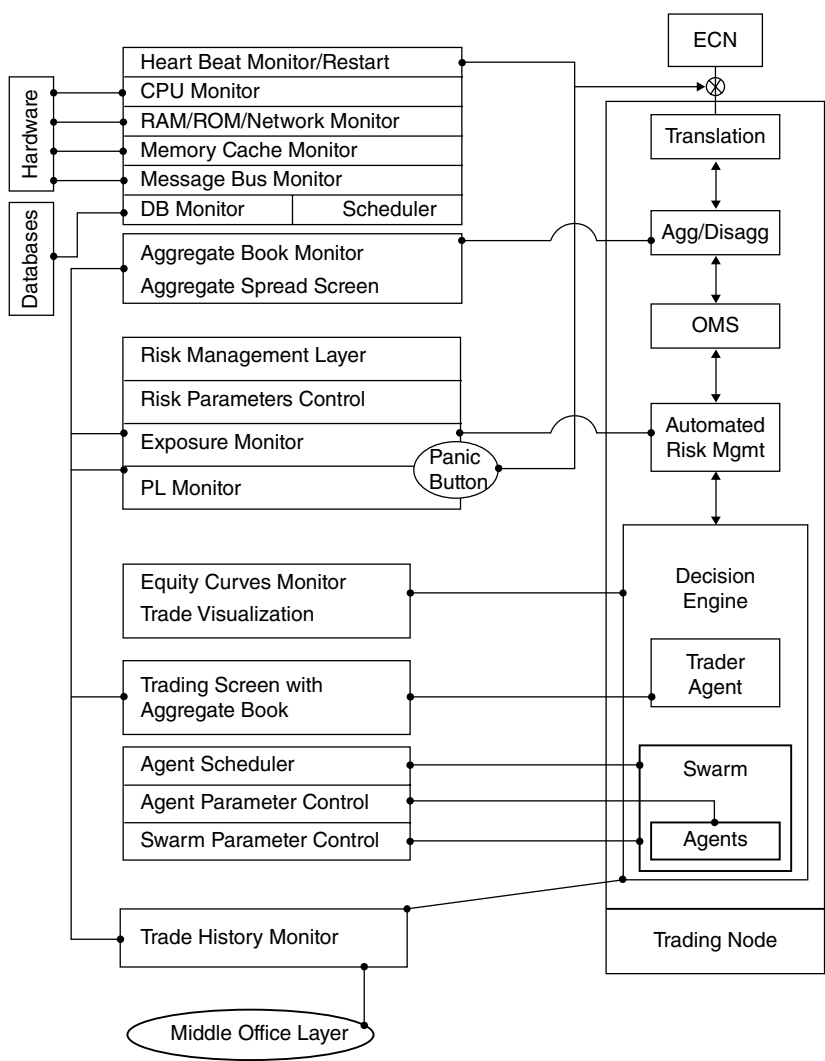 ECN
Heart Beat Monitor/Restart
CPU Monitor
RAM/ROM/Network Monitor
Memory Cache Monitor
Message Bus Monitor
DB Monitor
Scheduler
Hardware
Databases
Aggregate Book Monitor
Aggregate Spread Screen
Risk Management Layer
Risk Parameters Control
Exposure Monitor
PL Monitor
Panic
Button
Equity Curves Monitor
Trade Visualization
Trading Screen with
Aggregate Book
Agent Scheduler
Agent Parameter Control
Swarm Parameter Control
Trade History Monitor
Middle Office Layer
Translation
Agg/Disagg
OMS
Automated
Risk Mgmt
Decision
Engine
Trader
Agent
Swarm
Agents
Trading Node